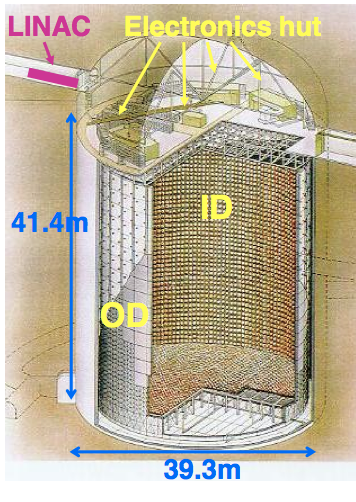 LINAC
Electronics hut
ID
41.4m
OD
39.3m